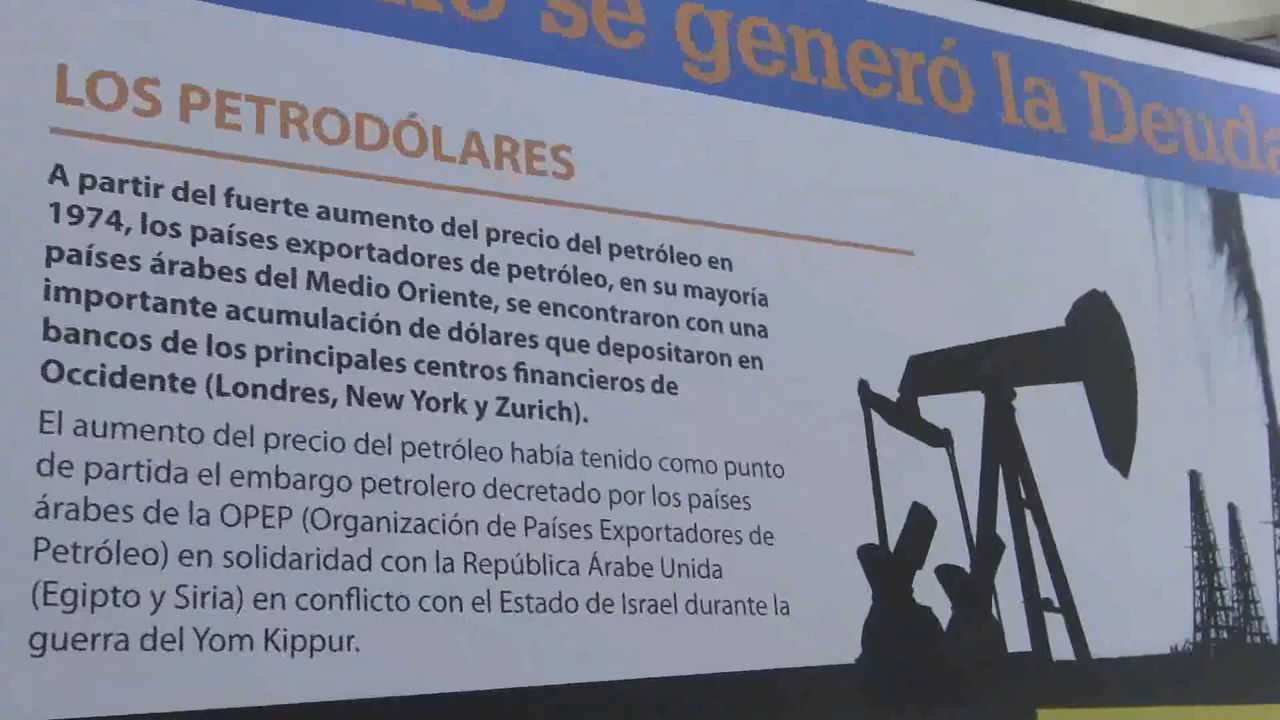 se generó la Deuda
LOS PETRODÓLARES
A partir del fuerte aumento del precio del petróleo en
1974, los países exportadores de petróleo, en su mayoría
países árabes del Medio Oriente, se encontraron con una
importante acumulación de dólares que depositaron en
bancos de los principales centros financieros de
Occidente (Londres, New York y Zurich).
El aumento del precio del petróleo había tenido como punto
de partida el embargo petrolero decretado por los países
árabes de la OPEP (Organización de Países Exportadores de
Petróleo) en solidaridad con la República Árabe Unida
(Egipto y Siria) en conflicto con el Estado de Israel durante la
guerra del Yom Kippur.